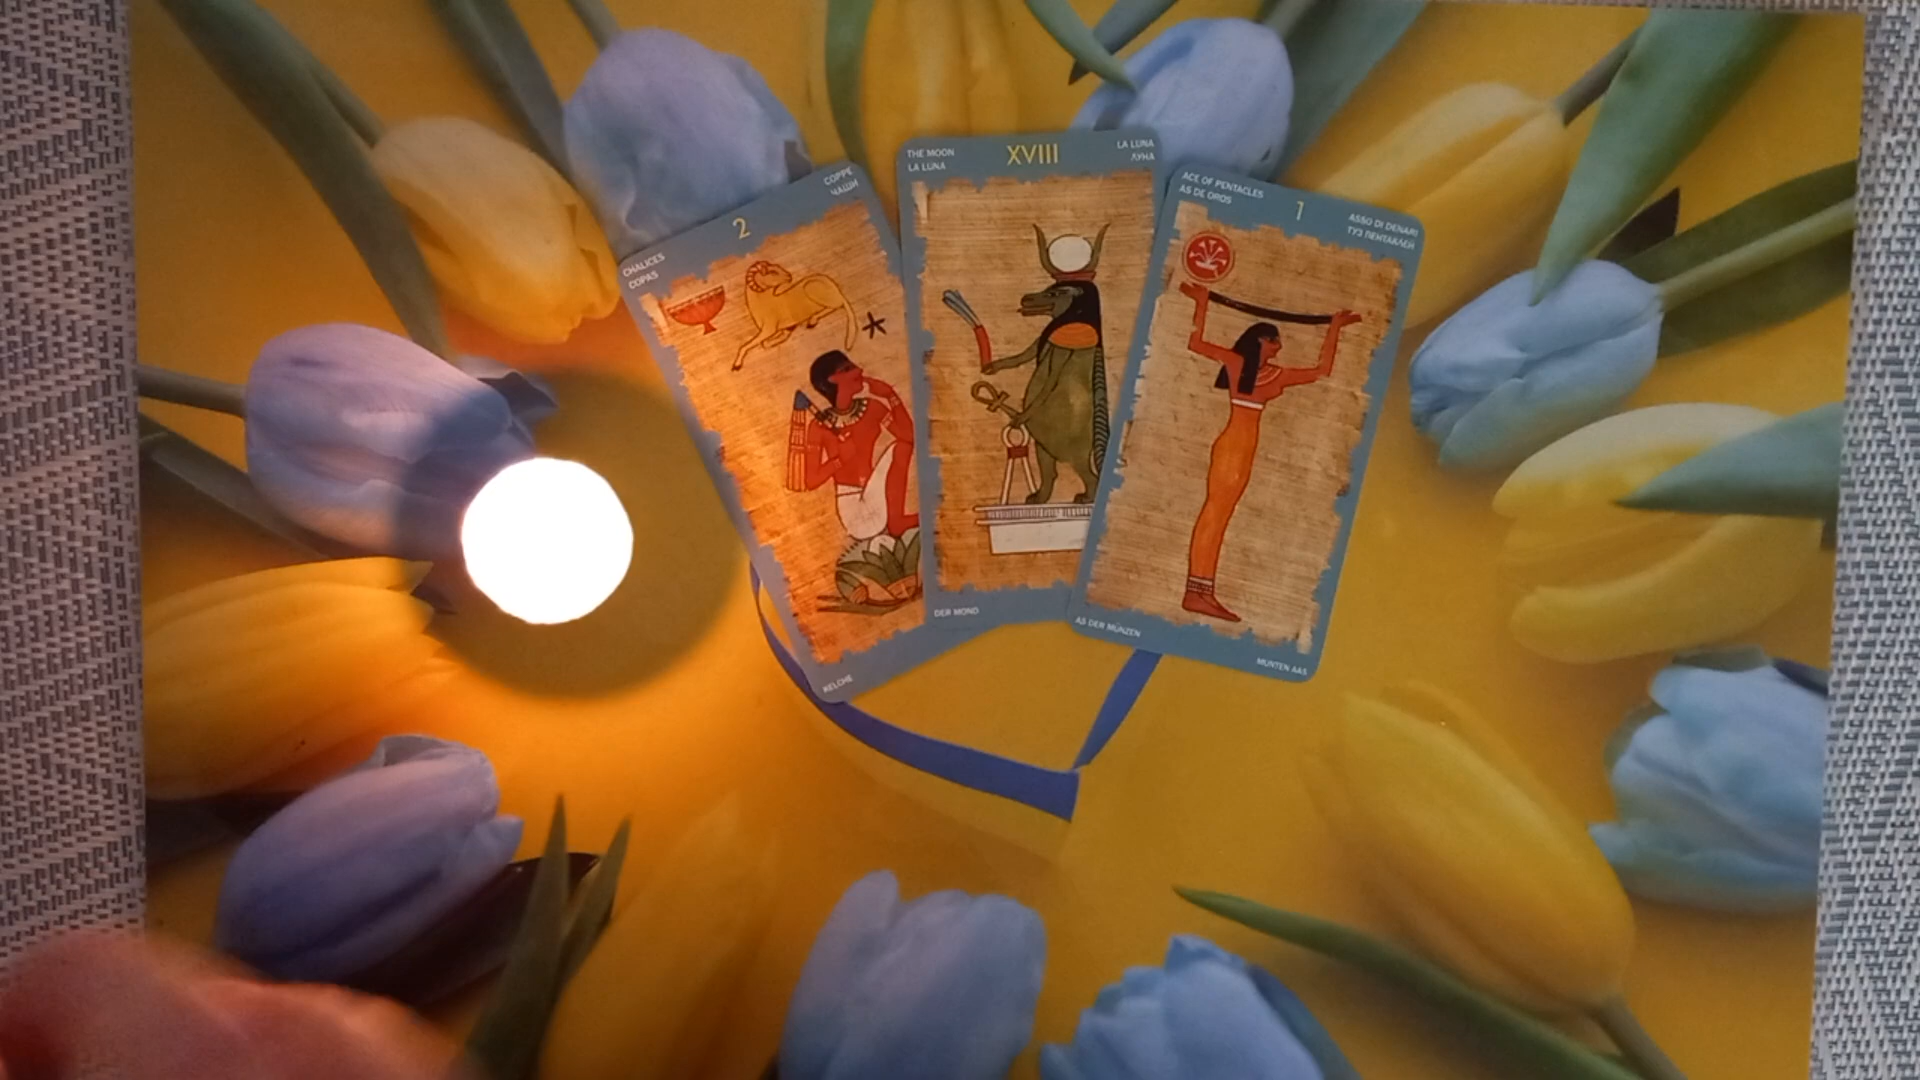 CHALICES
COPAS
2
COPPE
ЧАШИ
KELCHE
THE MOON
LA LUNA
XVIII
LA LUNA
ЛУНА
DER MOND
ACE OF PENTACLES
AS DE OROS
1
ASSO DI DENARI
ТУЗ ПЕНТАКЛЕЙ
AS DER MÜNZEN
MUNTEN AAS